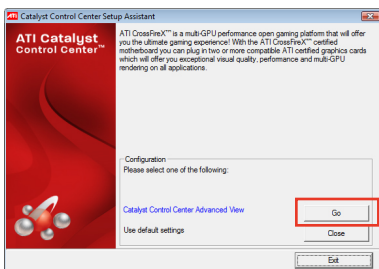 ATI Catalyst Control Center Setup Assistant
ATI Catalyst
Control Center™
ATI CrossFireX™ is a multi-GPU performance open gaming platform that will offer
you the ultimate gaming experience! With the ATI CrossFireX™ certified
motherboard you can plug in two or more compatible ATI certified graphics cards
which will offer you exceptional visual quality, performance and multi-GPU
rendering on all applications.
Configuration
Please select one of the following:
Catalyst Control Center Advanced View
Go
Use default settings
Close
Exit